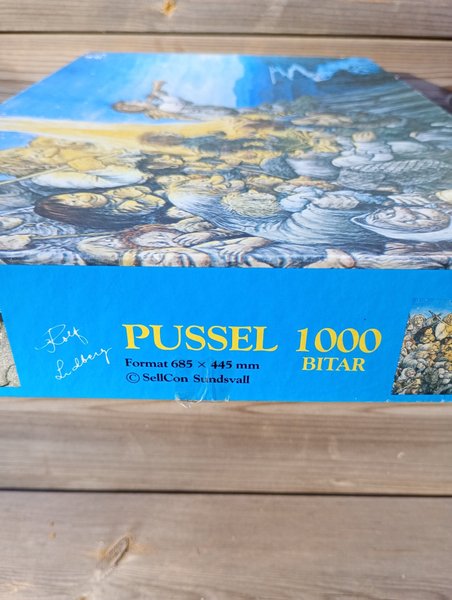 Rolf
Lidberg
PUSSEL 1000
BITAR
Format 685 × 445 mm
© SellCon Sundsvall